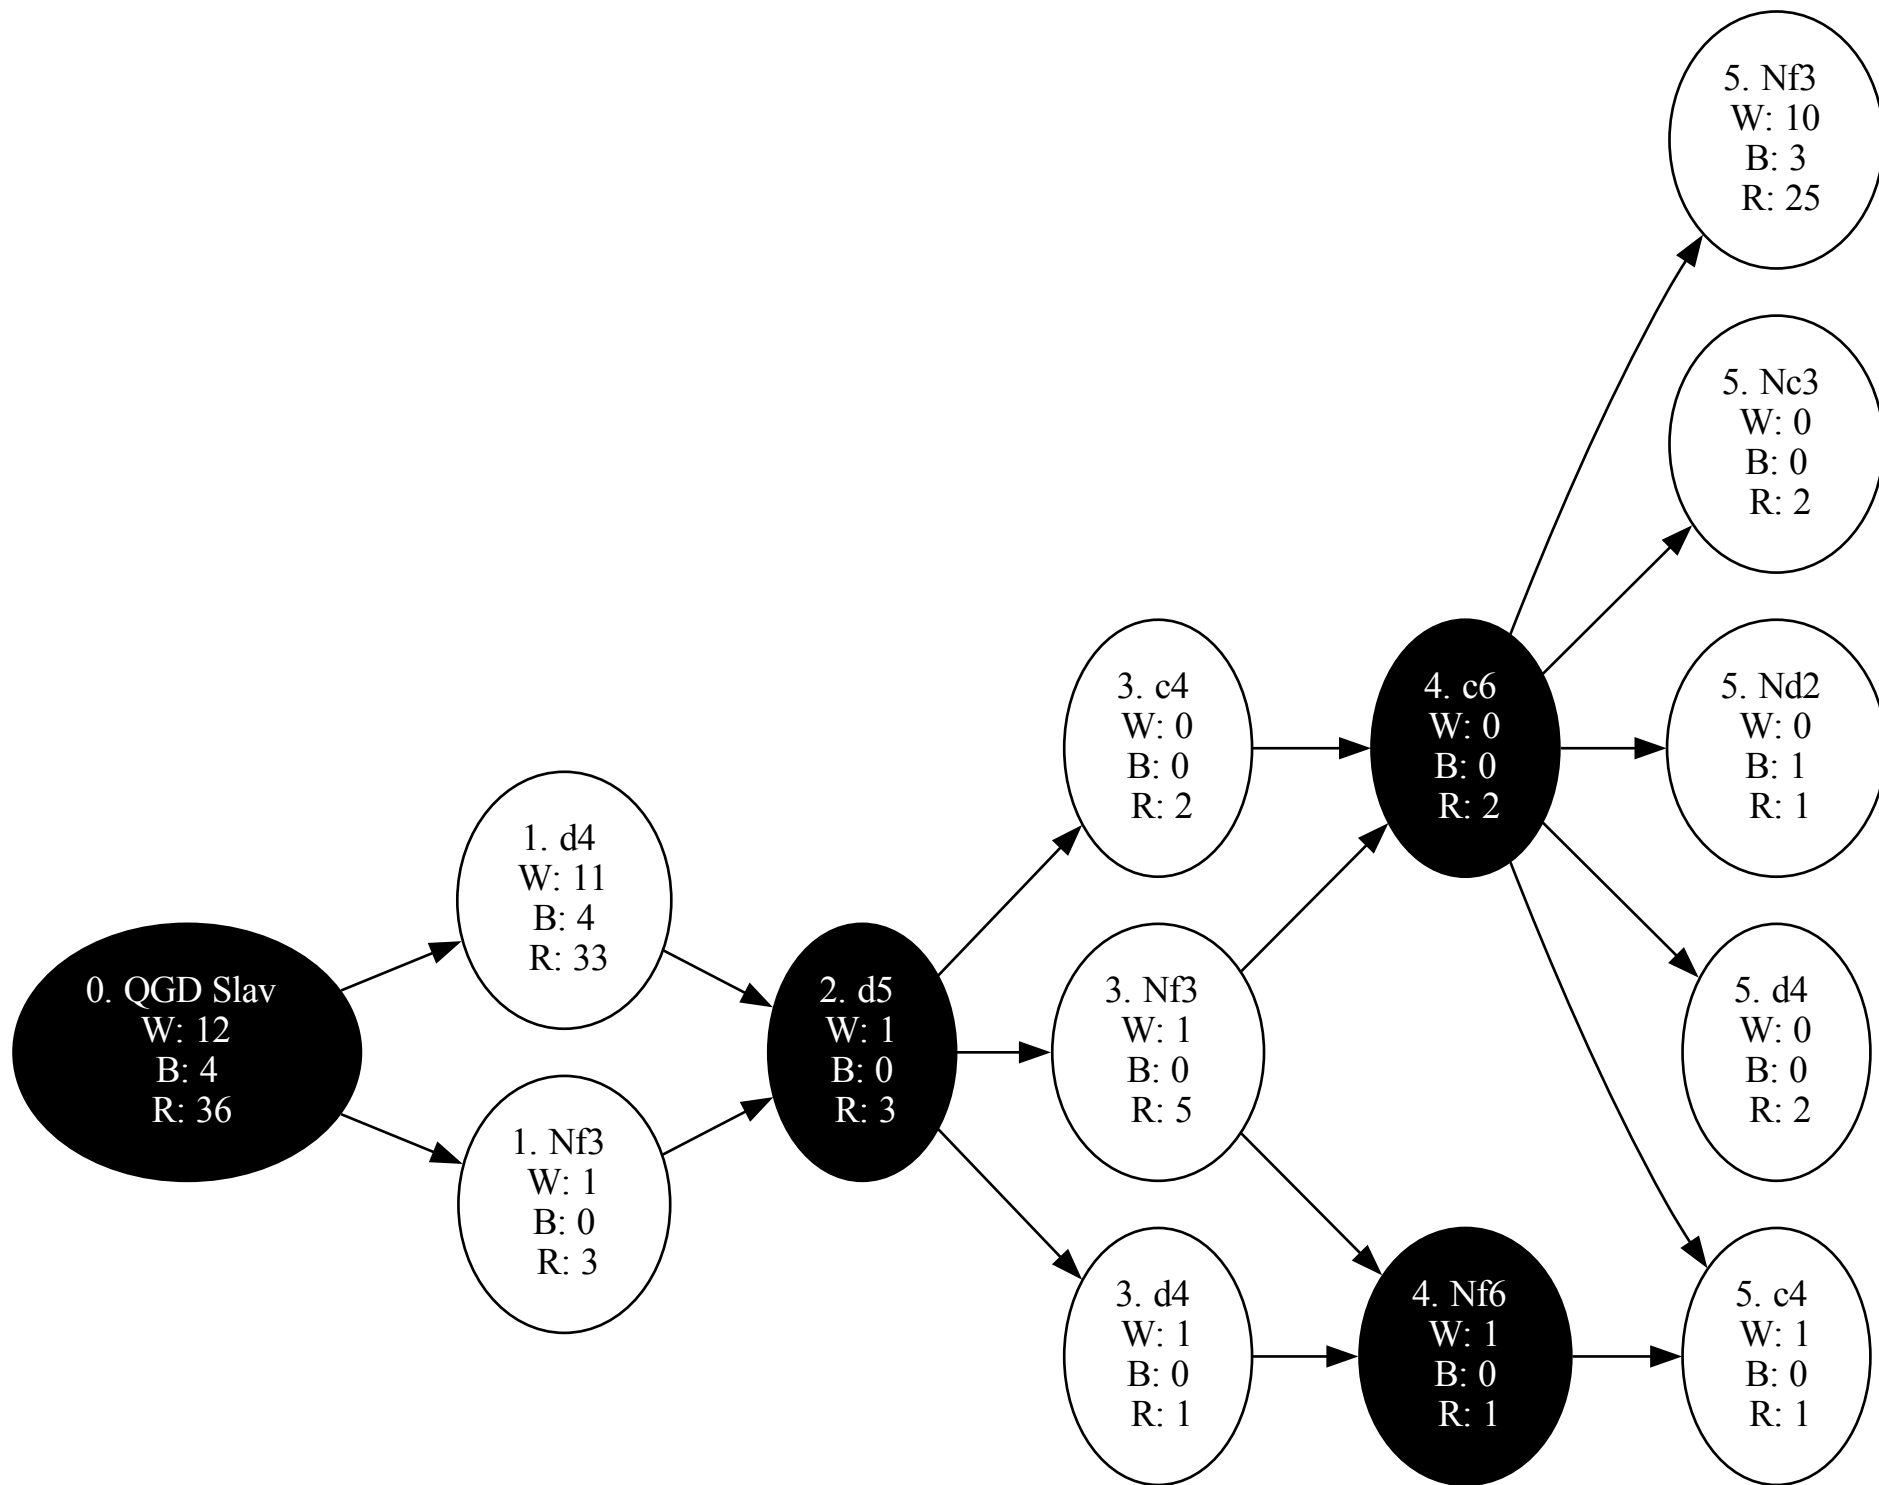 0. QGD Slav
W: 12
B: 4
R: 36
1. d4
W: 11
B: 4
R: 33
1. Nf3
W: 1
B: 0
R: 3
2. d5
W: 1
B: 0
R: 3
3. c4
W: 0
B: 0
R: 2
3. Nf3
W: 1
B: 0
R: 5
3. d4
W: 1
B: 0
R: 1
4. c6
W: 0
B: 0
R: 2
4. Nf6
W: 1
B: 0
R: 1
5. Nf3
W: 10
B: 3
R: 25
5. Nc3
W: 0
B: 0
R: 2
5. Nd2
W: 0
B: 1
R: 1
5. d4
W: 0
B: 0
R: 2
5. c4
W: 1
B: 0
R: 1